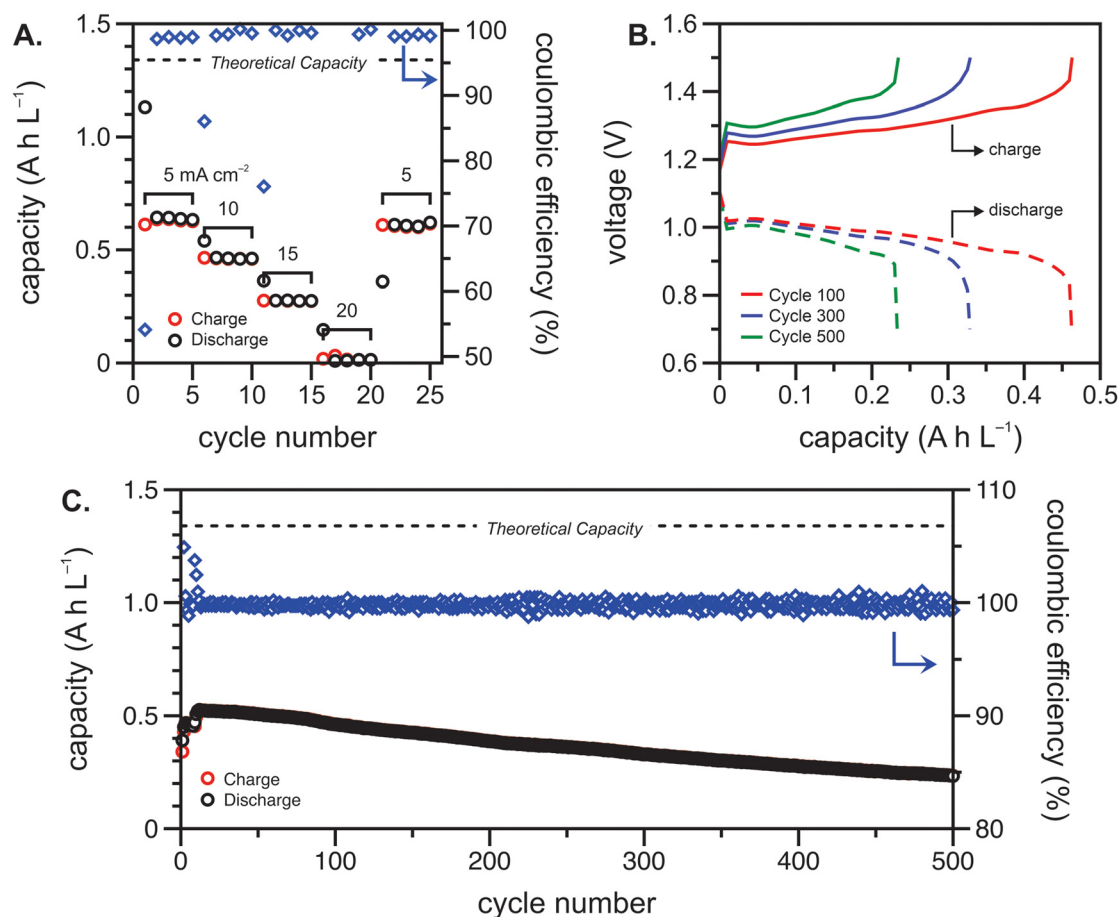 A.
1.5
1.0
0.5
0
capacity (A h L⁻¹)
100
90
80
70
60
50
coulombic efficiency (%)
Theoretical Capacity
5 mA cm⁻²
10
15
20
5
Charge
Discharge
0
5
10
15
20
25
cycle number
B.
1.6
1.4
1.2
1.0
0.8
0.6
voltage (V)
charge
discharge
Cycle 100
Cycle 300
Cycle 500
0
0.1
0.2
0.3
0.4
0.5
capacity (A h L⁻¹)
C.
1.5
1.0
0.5
0
capacity (A h L⁻¹)
110
100
90
80
coulombic efficiency (%)
Theoretical Capacity
Charge
Discharge
0
100
200
300
400
500
cycle number